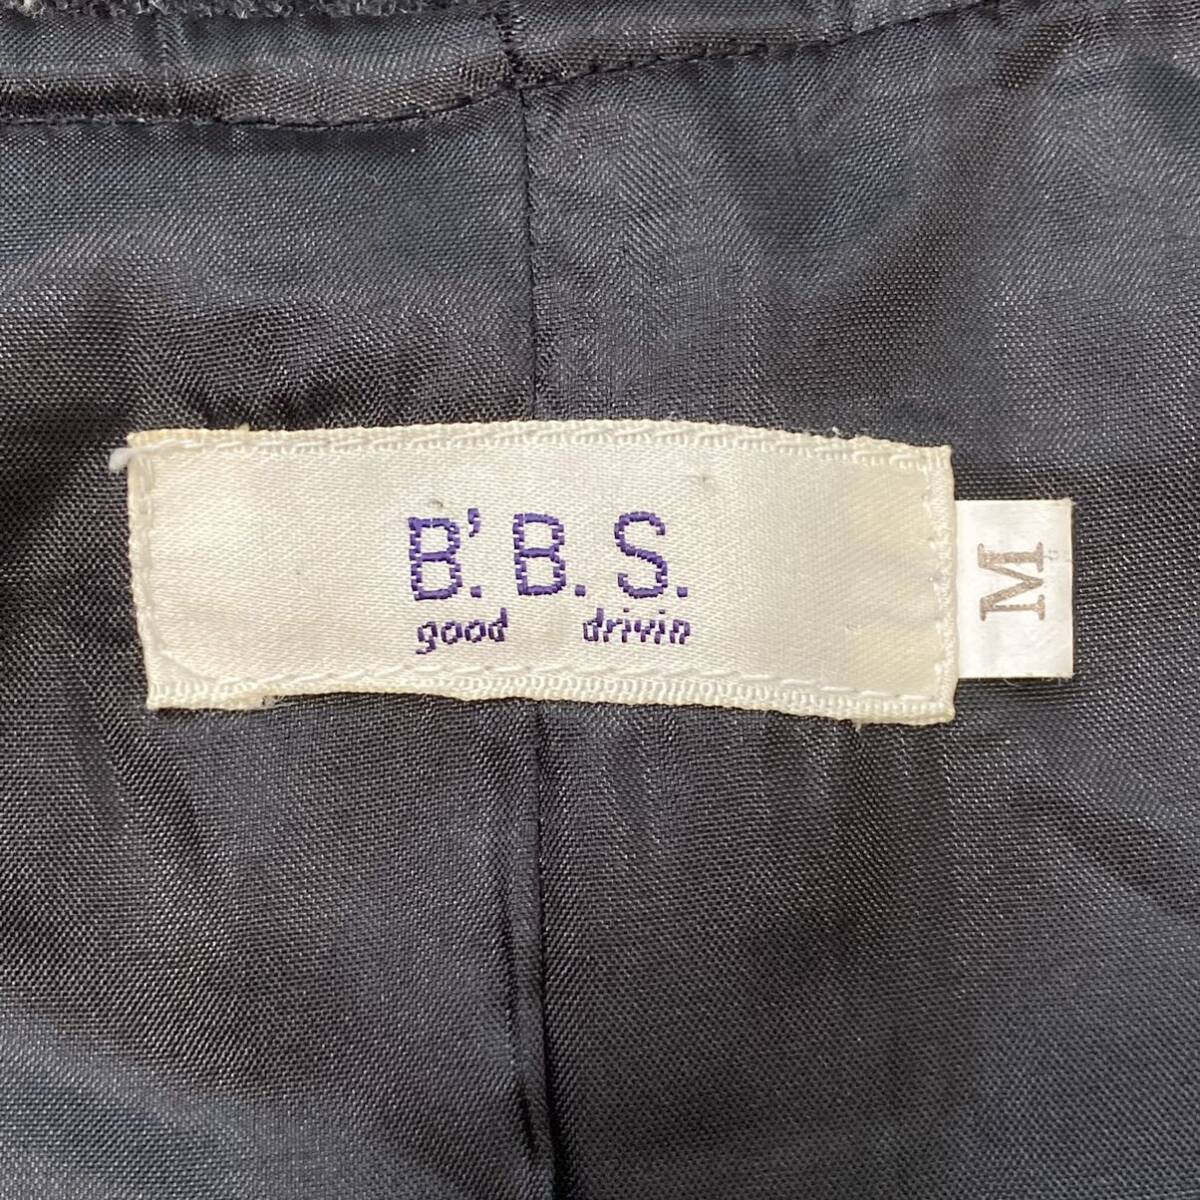 B.' B. S.
good drivin
M